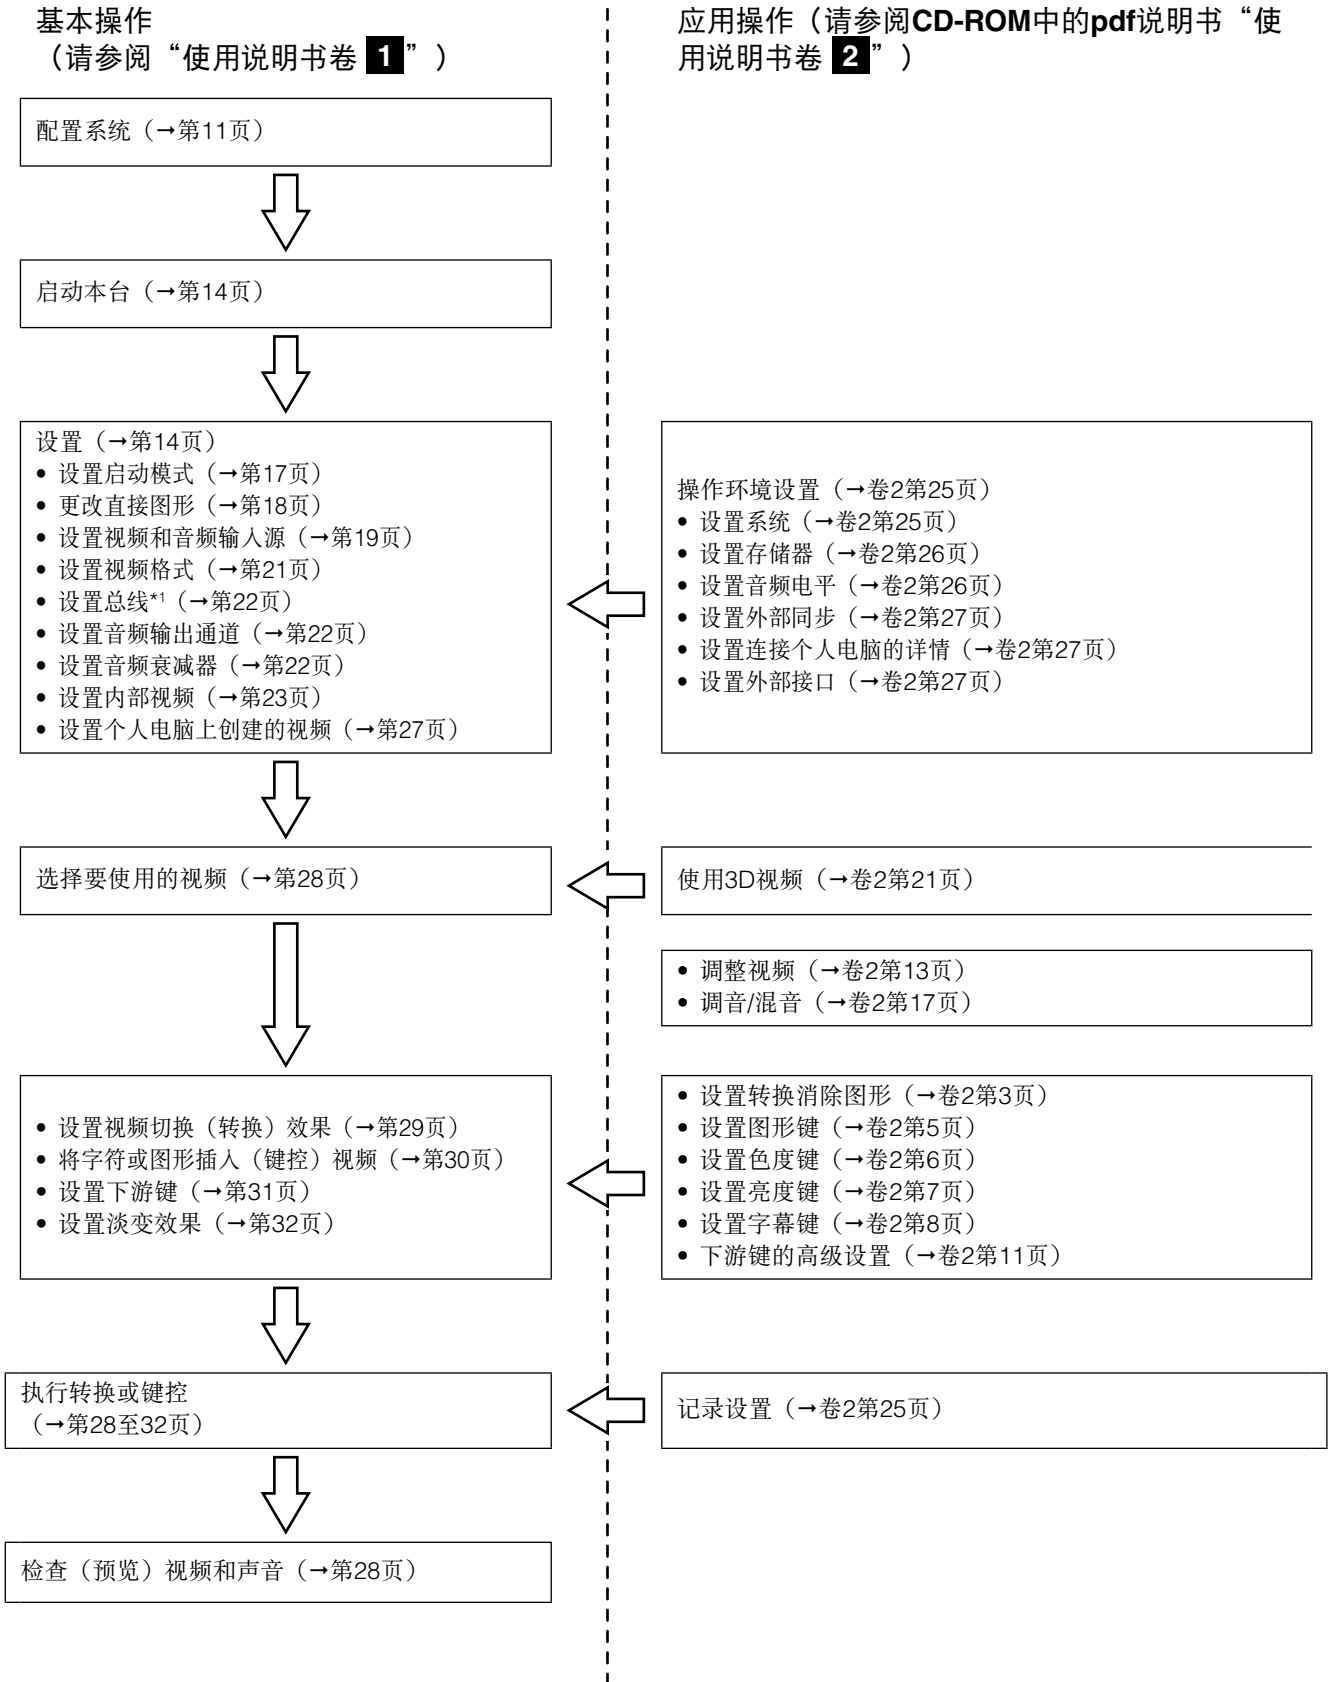 基本操作
（请参阅“使用说明书卷 1”）
配置系统（→第11页）
启动本台（→第14页）
设置（→第14页）
• 设置启动模式（→第17页）
• 更改直接图形（→第18页）
• 设置视频和音频输入源（→第19页）
• 设置视频格式（→第21页）
• 设置总线*1（→第22页）
• 设置音频输出通道（→第22页）
• 设置音频衰减器（→第22页）
• 设置内部视频（→第23页）
• 设置个人电脑上创建的视频（→第27页）
选择要使用的视频（→第28页）
• 设置视频切换（转换）效果（→第29页）
• 将字符或图形插入（键控）视频（→第30页）
• 设置下游键（→第31页）
• 设置淡变效果（→第32页）
执行转换或键控
（→第28至32页）
检查（预览）视频和声音（→第28页）
应用操作（请参阅CD-ROM中的pdf说明书“使
用说明书卷 2”）
操作环境设置（→卷2第25页）
• 设置系统（→卷2第25页）
• 设置存储器（→卷2第26页）
• 设置音频电平（→卷2第26页）
• 设置外部同步（→卷2第27页）
• 设置连接个人电脑的详情（→卷2第27页）
• 设置外部接口（→卷2第27页）
使用3D视频（→卷2第21页）
• 调整视频（→卷2第13页）
• 调音/混音（→卷2第17页）
• 设置转换消除图形（→卷2第3页）
• 设置图形键（→卷2第5页）
• 设置色度键（→卷2第6页）
• 设置亮度键（→卷2第7页）
• 设置字幕键（→卷2第8页）
• 下游键的高级设置（→卷2第11页）
记录设置（→卷2第25页）